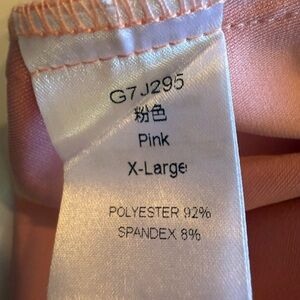 G7J295
粉色
Pink
X-Large
POLYESTER 92%
SPANDEX 8%